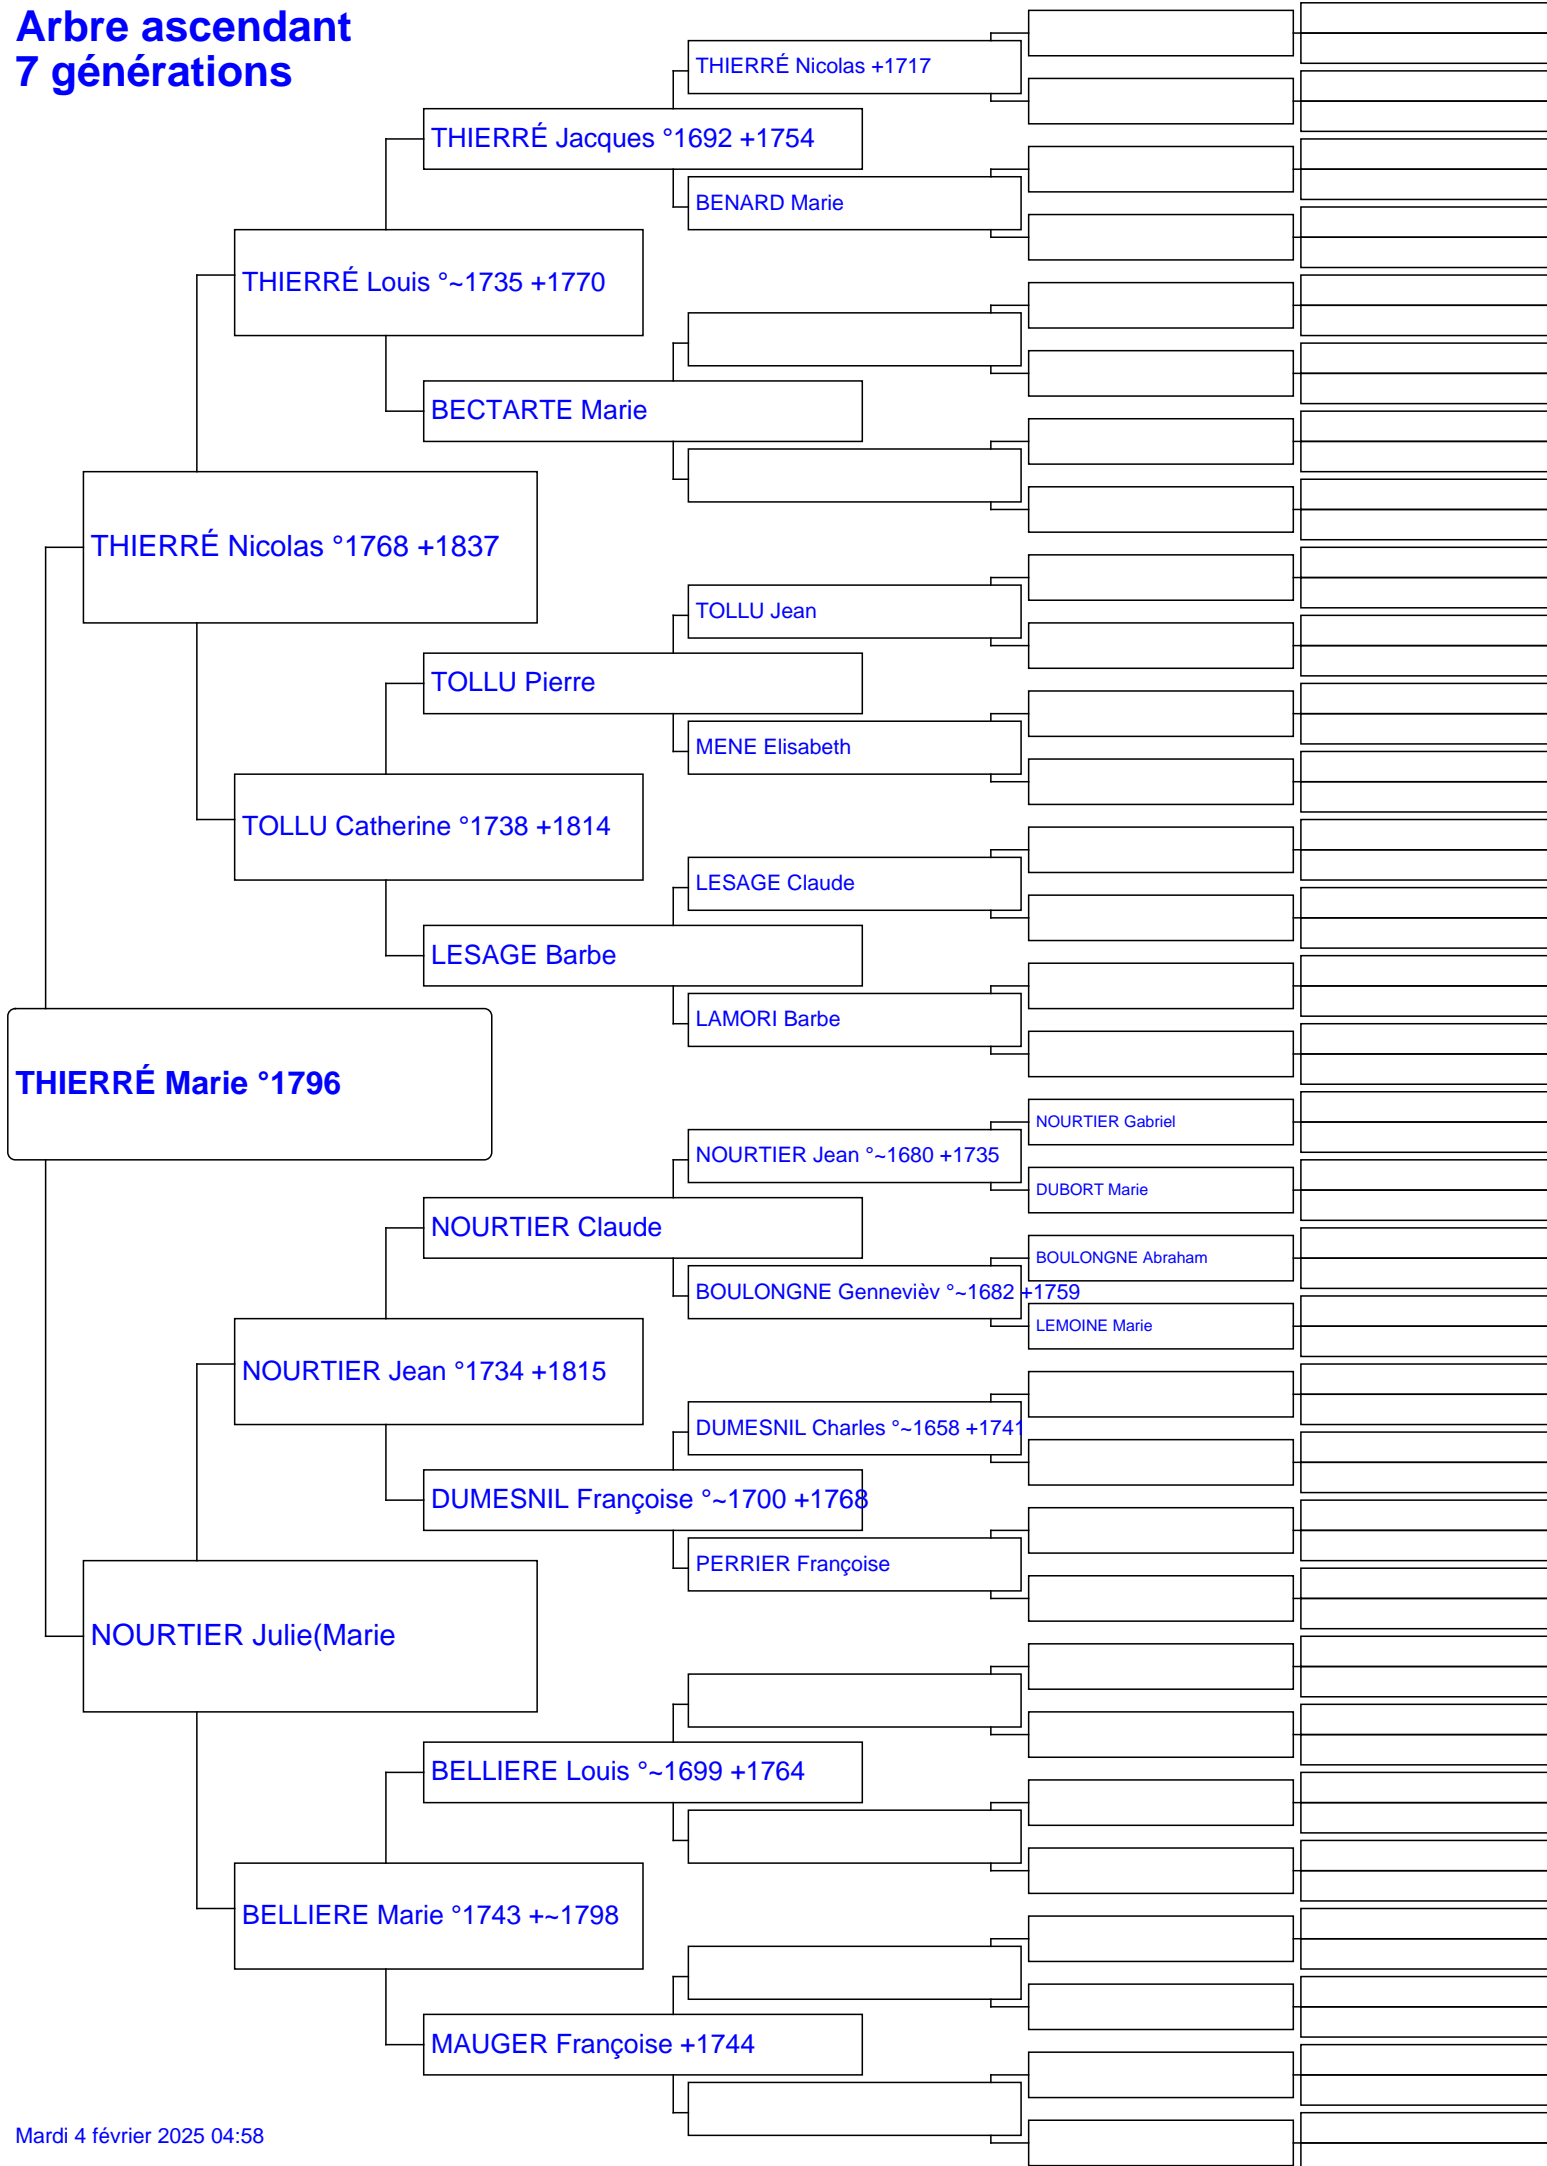 Arbre ascendant
7 générations
THIERRÉ Nicolas +1717
THIERRÉ Jacques °1692 +1754
BENARD Marie
THIERRÉ Louis °~1735 +1770
BECTARTE Marie
THIERRÉ Nicolas °1768 +1837
TOLLU Jean
TOLLU Pierre
MENE Elisabeth
TOLLU Catherine °1738 +1814
LESAGE Claude
LESAGE Barbe
LAMORI Barbe
THIERRÉ Marie °1796
NOURTIER Gabriel
NOURTIER Jean °~1680 +1735
DUBORT Marie
NOURTIER Claude
BOULONGNE Abraham
BOULONGNE Gennevièv °~1682 +1759
LEMOINE Marie
NOURTIER Jean °1734 +1815
DUMESNIL Charles °~1658 +1741
DUMESNIL Françoise °~1700 +1768
PERRIER Françoise
NOURTIER Julie(Marie
BELLIERE Louis °~1699 +1764
BELLIERE Marie °1743 +~1798
MAUGER Françoise +1744
Mardi 4 février 2025 04:58